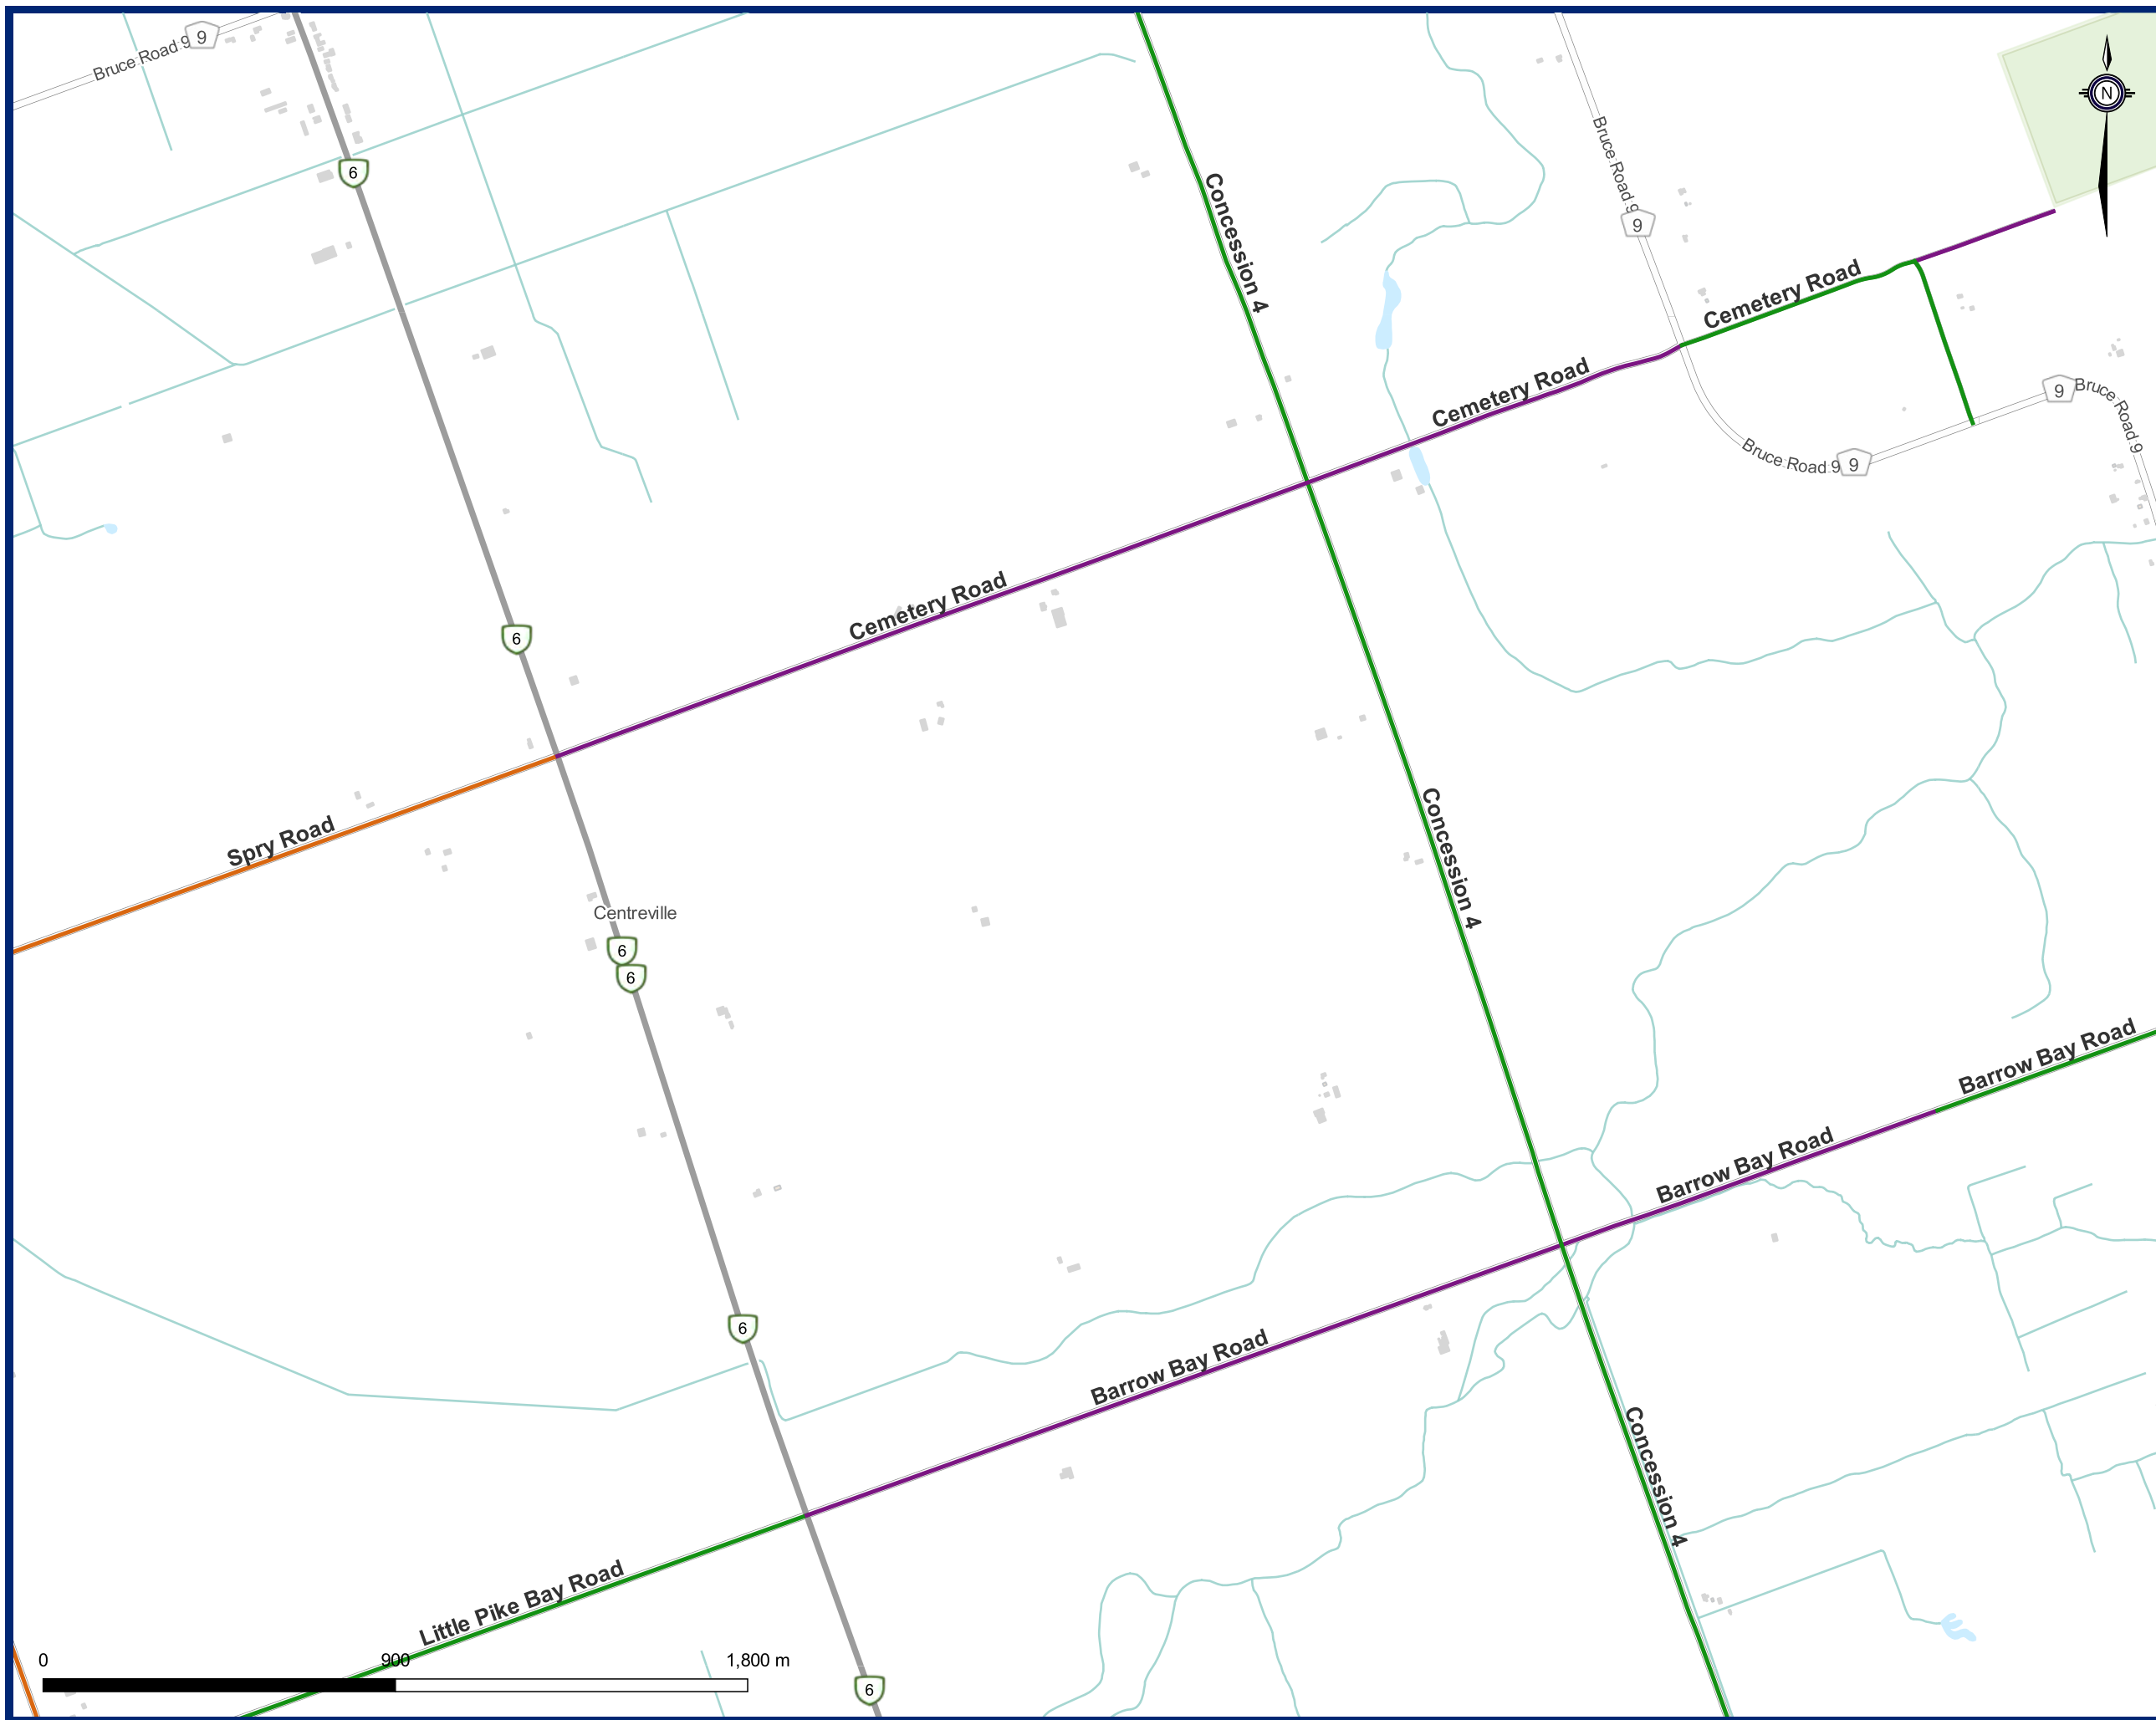 Bruce Road 9
9
N
6
Concession 4
Bruce Road 9
9
Cemetery Road
Cemetery Road
9
Bruce Road 9
Bruce Road 9
9
Cemetery Road
6
Spry Road
Concession 4
Centreville
6
6
Barrow Bay Road
Barrow Bay Road
6
Barrow Bay Road
Concession 4
Little Pike Bay Road
0
900
1,800 m
6